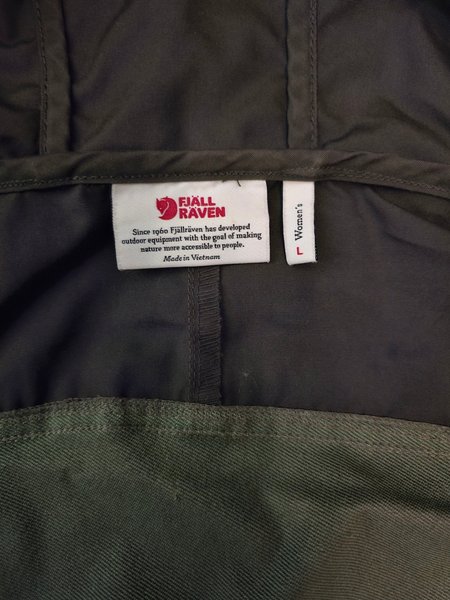 FJÄLL
RÄVEN
Since 1960 Fjällräven has developed
outdoor equipment with the goal of making
nature more accessible to people.
Made in Vietnam
Women's
L